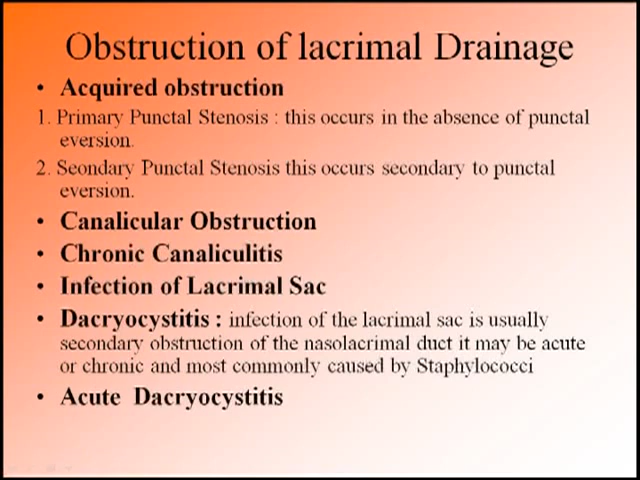 Obstruction of lacrimal Drainage
• Acquired obstruction
1. Primary Punctal Stenosis : this occurs in the absence of punctal
eversion.
2. Seondary Punctal Stenosis this occurs secondary to punctal
eversion.
• Canalicular Obstruction
• Chronic Canaliculitis
• Infection of Lacrimal Sac
• Dacryocystitis : infection of the lacrimal sac is usually
secondary obstruction of the nasolacrimal duct it may be acute
or chronic and most commonly caused by Staphylococci
• Acute Dacryocystitis